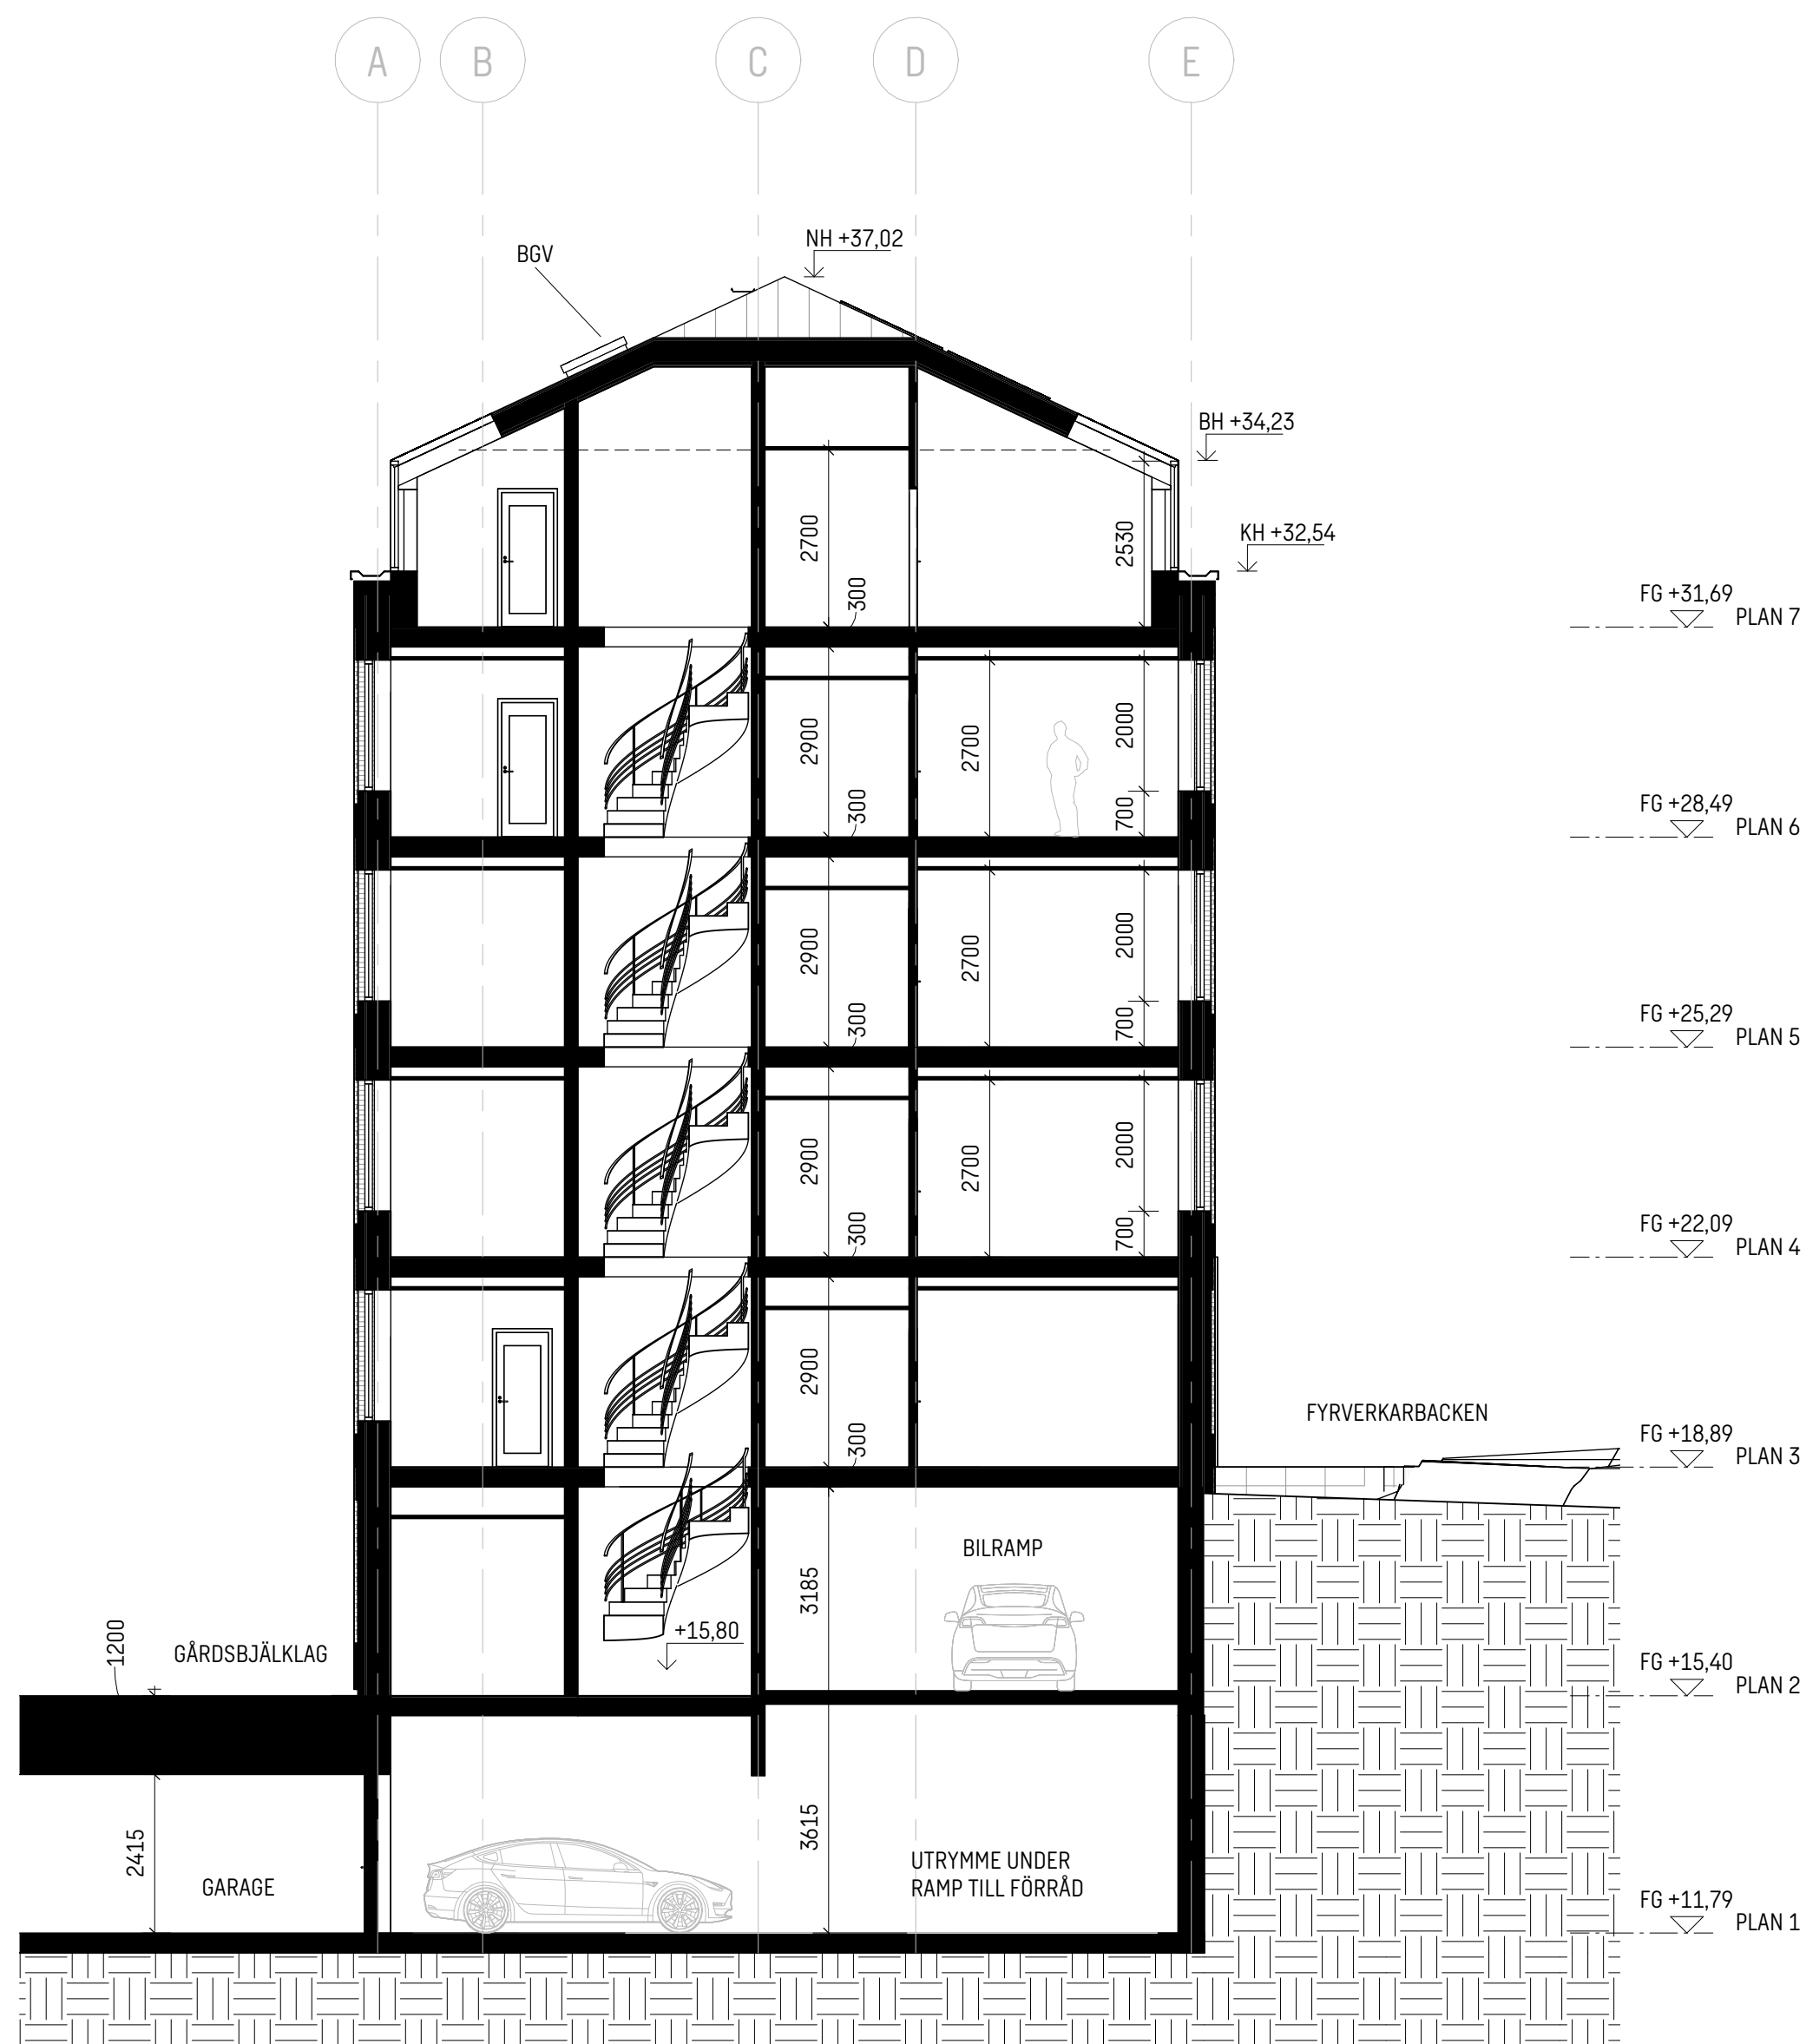 A B C D E
NH +37,02
BGV
BH +34,23
KH +32,54
2700
2530
300
FG +31,69
PLAN 7
2900
2700
2000
700
300
FG +28,49
PLAN 6
2900
2700
2000
700
300
FG +25,29
PLAN 5
2900
2700
2000
700
300
FG +22,09
PLAN 4
2900
300
FYRVERKARBACKEN
FG +18,89
PLAN 3
BILRAMP
3185
+15,80
1200
GÅRDSBJÄLKLAG
FG +15,40
PLAN 2
2415
GARAGE
3615
UTRYMME UNDER
RAMP TILL FÖRRÅD
FG +11,79
PLAN 1